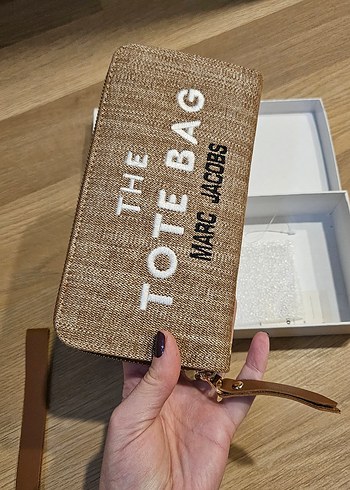 THE
TOTE BAG
MARC JACOBS